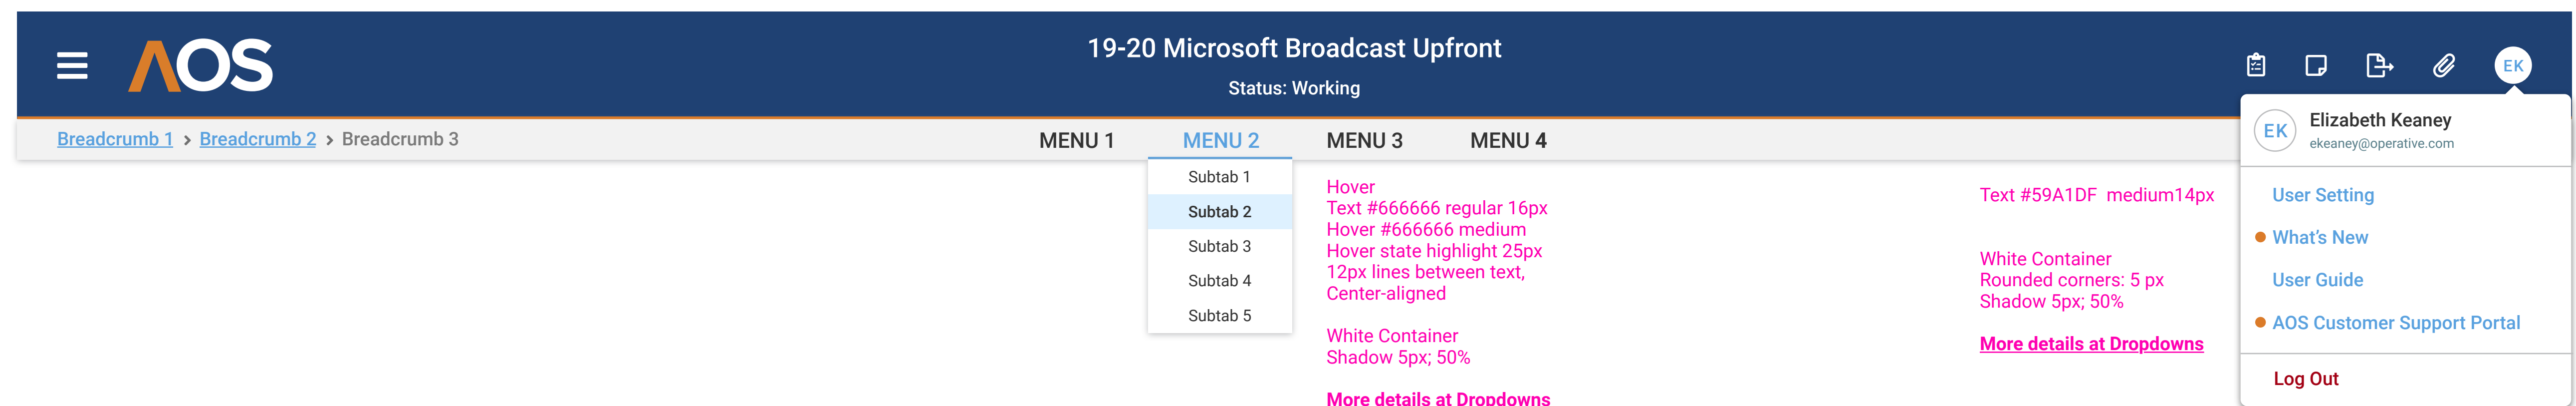 AOS
19-20 Microsoft Broadcast Upfront
Status: Working
EK
Breadcrumb 1 > Breadcrumb 2 > Breadcrumb 3
MENU 1 MENU 2 MENU 3 MENU 4
Subtab 1
Subtab 2
Subtab 3
Subtab 4
Subtab 5
Hover
Text #666666 regular 16px
Hover #666666 medium
Hover state highlight 25px
12px lines between text,
Center-aligned
White Container
Shadow 5px; 50%
More details at Dropdowns
Text #59A1DF medium14px
White Container
Rounded corners: 5 px
Shadow 5px; 50%
More details at Dropdowns
EK
Elizabeth Keaney
ekeaney@operative.com
User Setting
What’s New
User Guide
AOS Customer Support Portal
Log Out